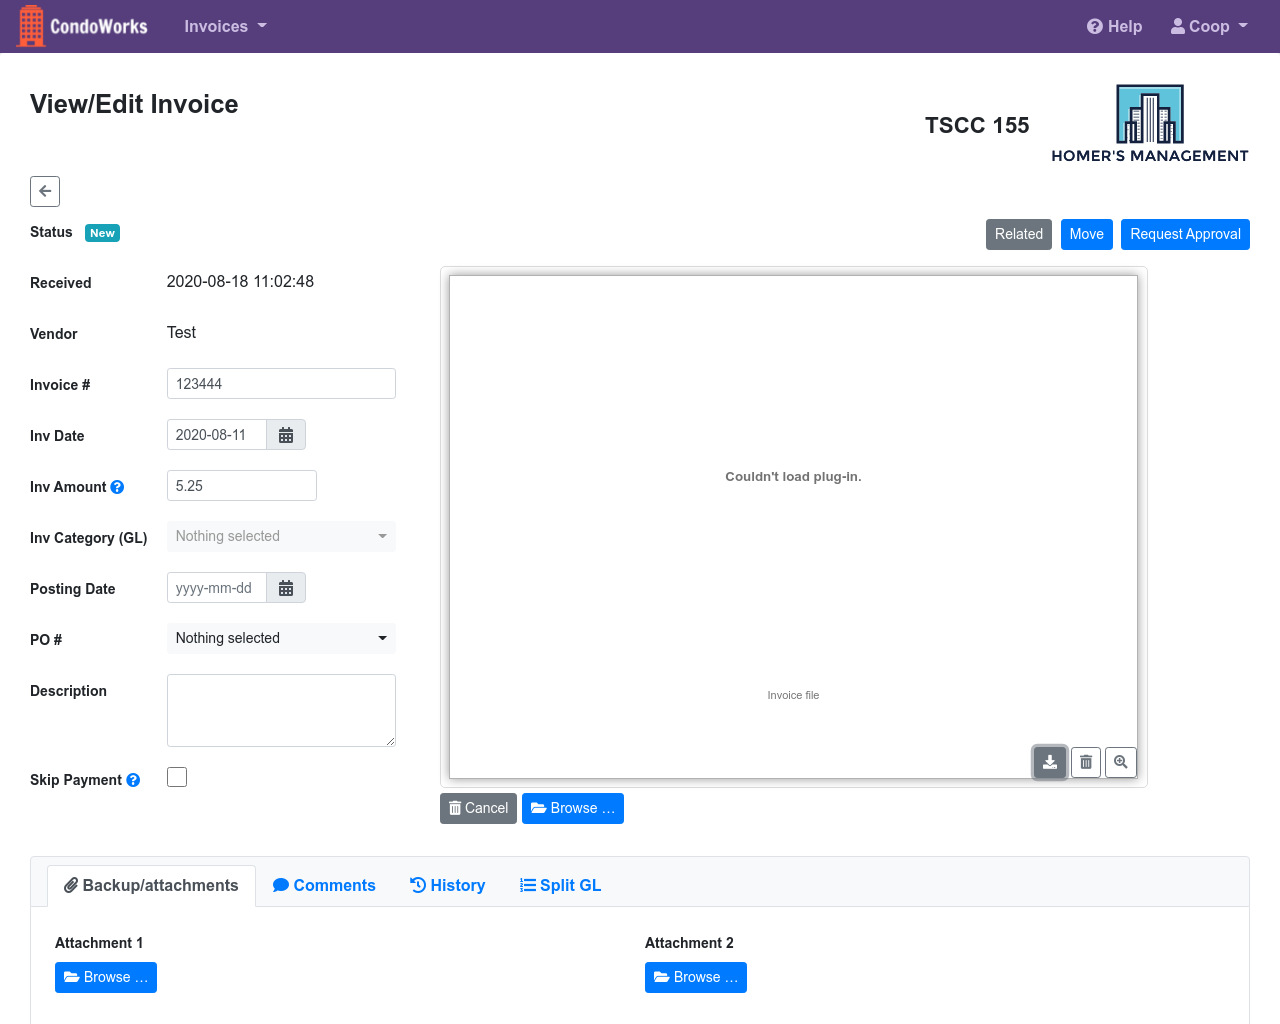 CondoWorks
Invoices
Help
Coop
View/Edit Invoice
TSCC 155
HOMER'S MANAGEMENT
Status New
Related
Move
Request Approval
Received 2020-08-18 11:02:48
Vendor Test
Invoice # 123444
Inv Date 2020-08-11
Inv Amount 5.25
Inv Category (GL) Nothing selected
Posting Date yyyy-mm-dd
PO # Nothing selected
Description
Skip Payment
Couldn't load plug-in.
Invoice file
Cancel
Browse ...
Backup/attachments
Comments
History
Split GL
Attachment 1
Browse ...
Attachment 2
Browse ...